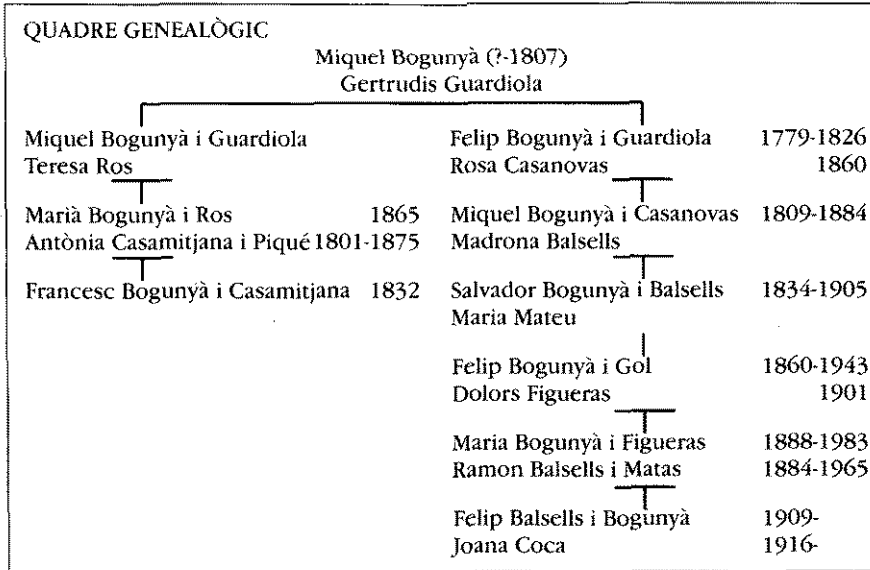 QUADRE GENEALÒGIC
Miquel Bogunyà (?-1807)
Gertrudis Guardiola
Miquel Bogunyà i Guardiola
Teresa Ros
Marià Bogunyà i Ros 1865
Antònia Casamitjana i Piqué 1801-1875
Francesc Bogunyà i Casamitjana 1832
Felip Bogunyà i Guardiola 1779-1826
Rosa Casanovas 1860
Miquel Bogunyà i Casanovas 1809-1884
Madrona Balsells
Salvador Bogunyà i Balsells 1834-1905
Maria Mateu
Felip Bogunyà i Gol 1860-1943
Dolors Figueras 1901
Maria Bogunyà i Figueras 1888-1983
Ramon Balsells i Matas 1884-1965
Felip Balsells i Bogunyà 1909-
Joana Coca 1916-